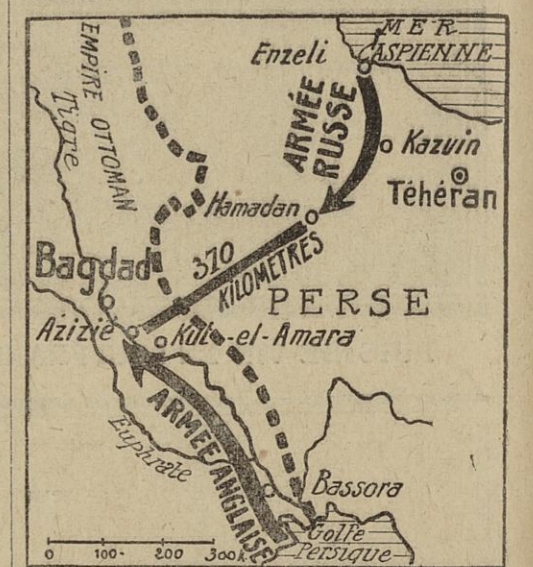 MER
CASPIENNE
Enzeli
EMPIRE OTTOMAN
Tigre
ARMÉE
RUSSE
Kazvin
Téhéran
Hamadan
370
KILOMETRES
Bagdad
PERSE
Azizié
Kut-el-Amara
ARMÉE ANGLAISE
Euphrate
Bassora
Golfe
Persique
0 100 200 300k